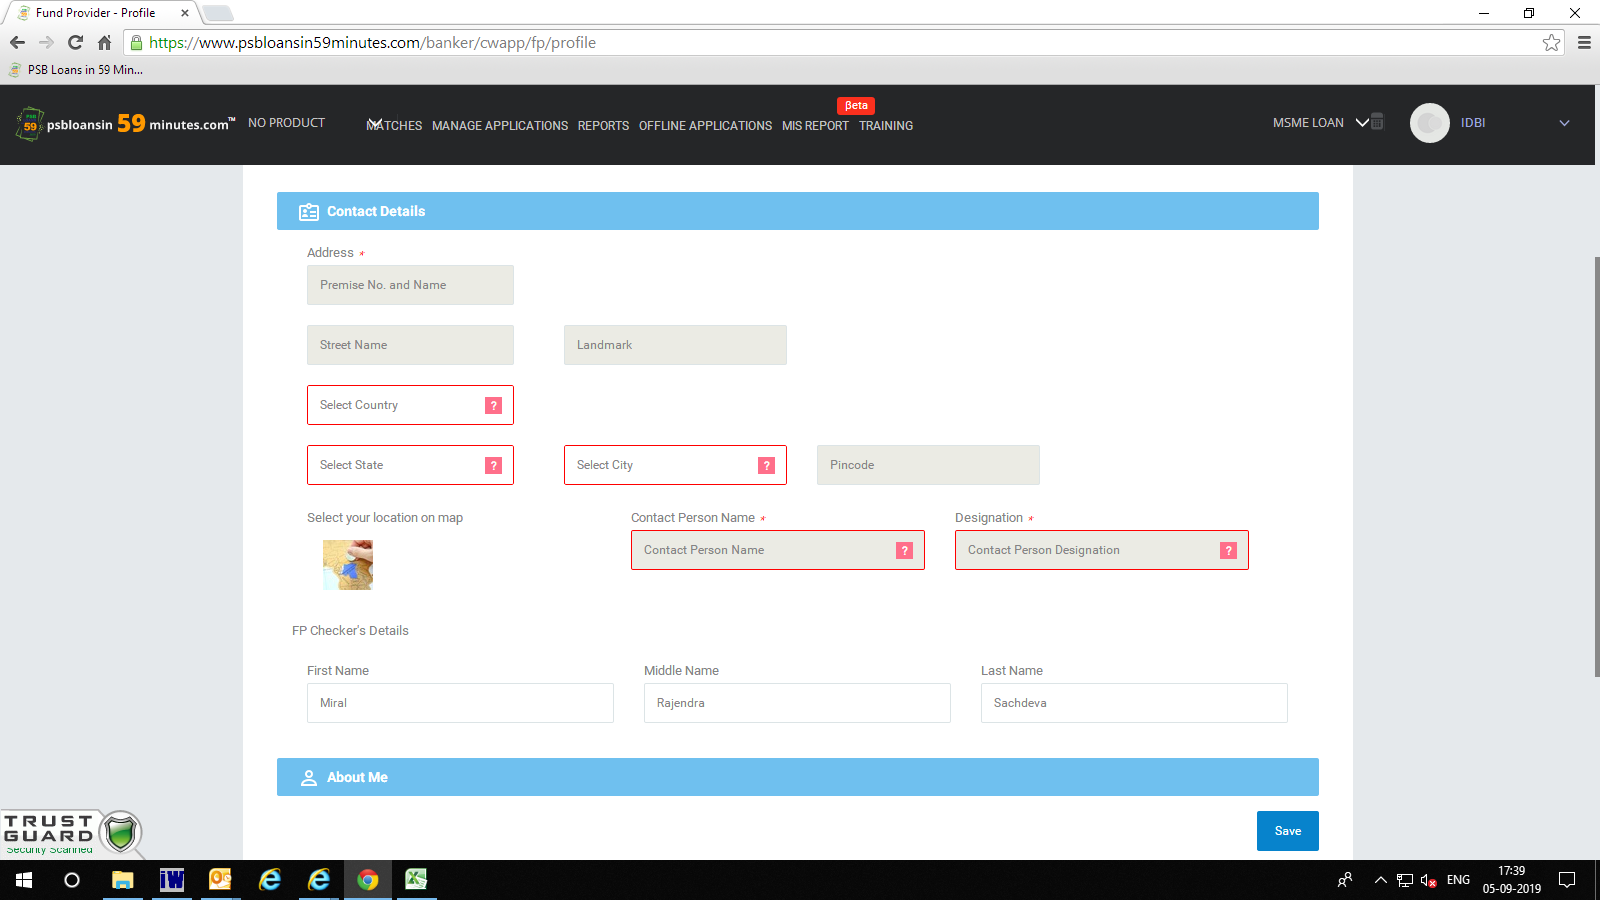 Fund Provider - Profile
https://www.psbloansin59minutes.com/banker/cwapp/fp/profile
PSB Loans in 59 Min...
PSB
59
psbloansin 59 minutes.com™
NO PRODUCT
MATCHES
MANAGE APPLICATIONS
REPORTS
OFFLINE APPLICATIONS
MIS REPORT
βeta
TRAINING
MSME LOAN
IDBI
Contact Details
Address *
Premise No. and Name
Street Name
Landmark
Select Country ?
Select State ?
Select City ?
Pincode
Select your location on map
Contact Person Name *
Contact Person Name ?
Designation *
Contact Person Designation ?
FP Checker's Details
First Name
Middle Name
Last Name
Miral
Rajendra
Sachdeva
About Me
Save
TRUST
GUARD
Security Scanned
ENG
17:39
05-09-2019